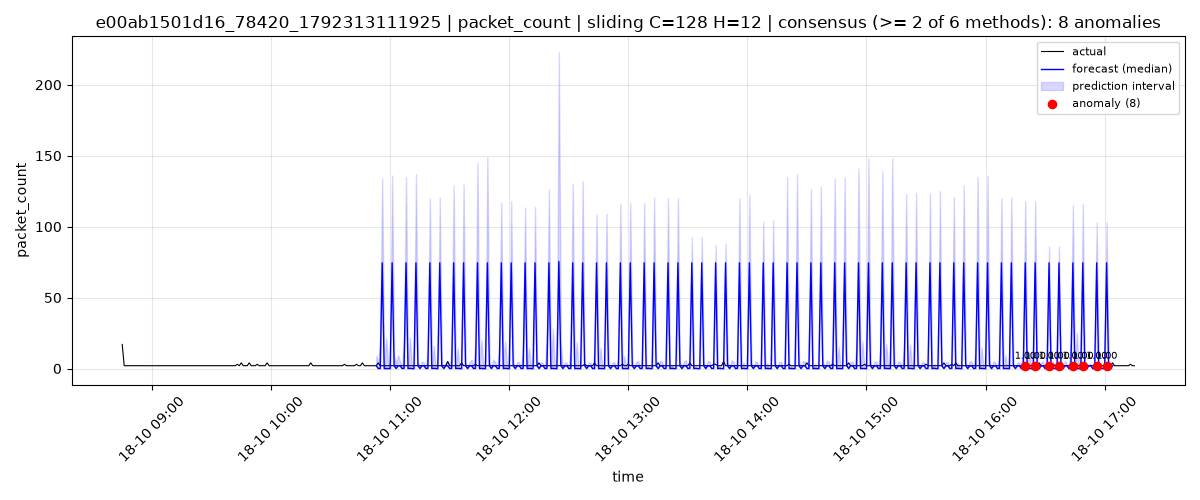 e00ab1501d16_78420_1792313111925 | packet_count | sliding C=128 H=12 | consensus (>= 2 of 6 methods): 8 anomalies
actual
forecast (median)
prediction interval
anomaly (8)
200
150
100
50
0
packet_count
18-10 09:00
18-10 10:00
18-10 11:00
18-10 12:00
18-10 13:00
18-10 14:00
18-10 15:00
18-10 16:00
18-10 17:00
time